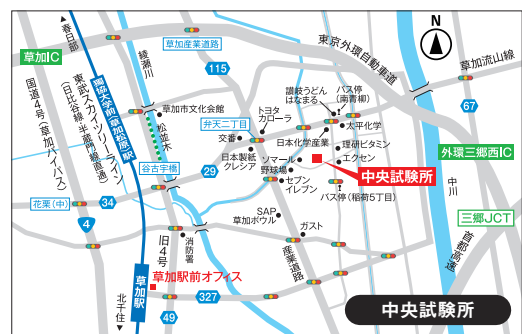 ▲春日部
綾瀬川
草加産業道路
東京外環自動車道
N
草加IC
115
草加流山線
67
国道4号(草加バイパス)
東武スカイツリーライン
(日比谷線・半蔵門線直通)
獨協大学前〈草加松原〉駅
草加市文化会館
松並木
弁天二丁目
トヨタ
カローラ
讃岐うどん
はなまる
バス停
(南青柳)
太平化学
交番
日本製紙
クレシア
日本化学産業
理研ビタミン
エクセン
外環三郷西IC
谷古宇橋
29
ソマール
野球場
中央試験所
セブン
イレブン
バス停(稲荷5丁目)
中川
花栗(中)
34
4
三郷JCT
SAP
草加ボウル
ガスト
首都高速
旧4号
消防署
産業道路
草加駅
草加駅前オフィス
327
49
北千住▼
中央試験所